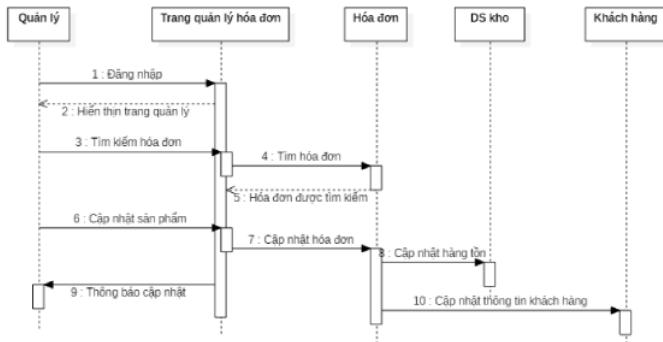 Quản lý
Trang quản lý hóa đơn
Hóa đơn
DS kho
Khách hàng
1 : Đăng nhập
2 : Hiển thịn trang quản lý
3 : Tìm kiếm hóa đơn
4 : Tìm hóa đơn
5 : Hóa đơn được tìm kiếm
6 : Cập nhật sản phẩm
7 : Cập nhật hóa đơn
8 : Cập nhật hàng tồn
9 : Thông báo cập nhật
10 : Cập nhật thông tin khách hàng